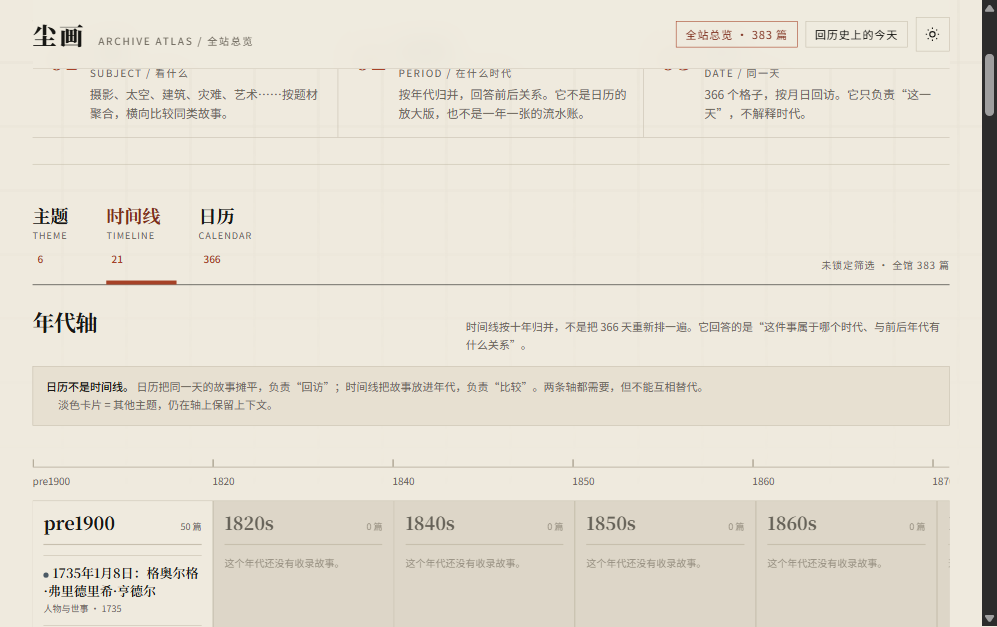 尘画 ARCHIVE ATLAS / 全站总览
全站总览 · 383 篇
回历史上的今天
SUBJECT / 看什么
摄影、太空、建筑、灾难、艺术……按题材
聚合，横向比较同类故事。
PERIOD / 在什么时代
按年代归并，回答前后关系。它不是日历的
放大版，也不是一年一张的流水账。
DATE / 同一天
366 个格子，按月日回访。它只负责“这一
天”，不解释时代。
主题
THEME
6
时间线
TIMELINE
21
日历
CALENDAR
366
未锁定筛选 · 全馆 383 篇
年代轴
时间线按十年归并，不是把 366 天重新排一遍。它回答的是“这件事属于哪个时代、与前后年代有
什么关系”。
日历不是时间线。 日历把同一天的故事摊平，负责“回访”；时间线把故事放进年代，负责“比较”。两条轴都需要，但不能互相替代。
淡色卡片 = 其他主题，仍在轴上保留上下文。
pre1900 1820 1840 1850 1860 187
pre1900 50 篇
1735年1月8日：格奥尔格
·弗里德里希·亨德尔
人物与世事 · 1735
1820s 0 篇
这个年代还没有收录故事。
1840s 0 篇
这个年代还没有收录故事。
1850s 0 篇
这个年代还没有收录故事。
1860s 0 篇
这个年代还没有收录故事。